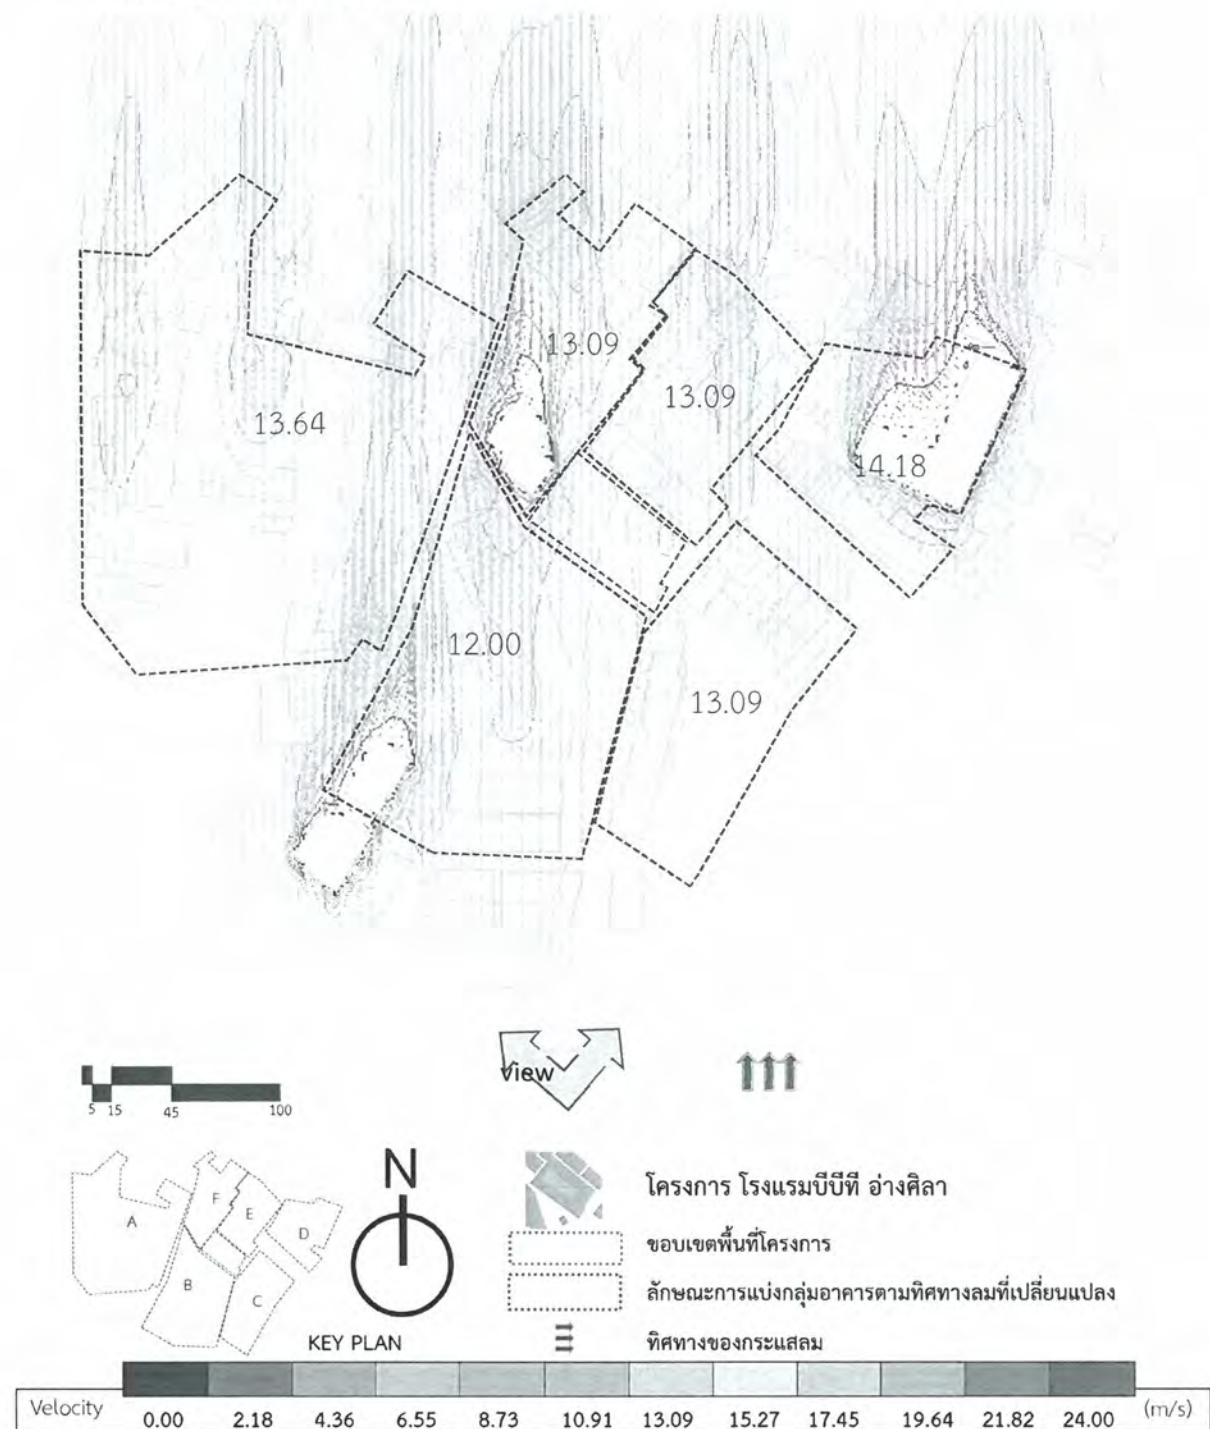 13.09
13.09
13.64
14.18
12.00
13.09
view
5 15 45 100
N
A
F
E
D
B
C
KEY PLAN
โครงการ โรงแรมบีบีที อ่างศิลา
ขอบเขตพื้นที่โครงการ
ลักษณะการแบ่งกลุ่มอาคารตามทิศทางลมที่เปลี่ยนแปลง
ทิศทางของกระแสลม
Velocity 0.00 2.18 4.36 6.55 8.73 10.91 13.09 15.27 17.45 19.64 21.82 24.00 (m/s)